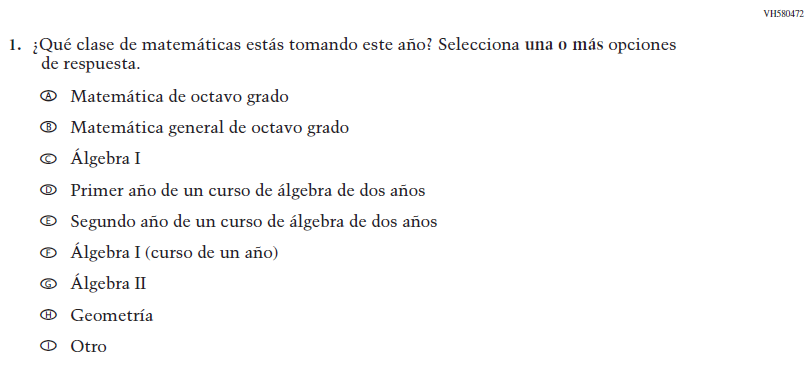 VH580472
1. ¿Qué clase de matemáticas estás tomando este año? Selecciona una o más opciones
de respuesta.
A Matemática de octavo grado
B Matemática general de octavo grado
C Álgebra I
D Primer año de un curso de álgebra de dos años
E Segundo año de un curso de álgebra de dos años
F Álgebra I (curso de un año)
G Álgebra II
H Geometría
I Otro